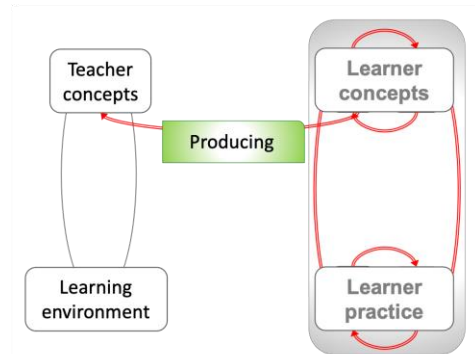 Teacher
concepts
Learner
concepts
Producing
Learning
environment
Learner
practice